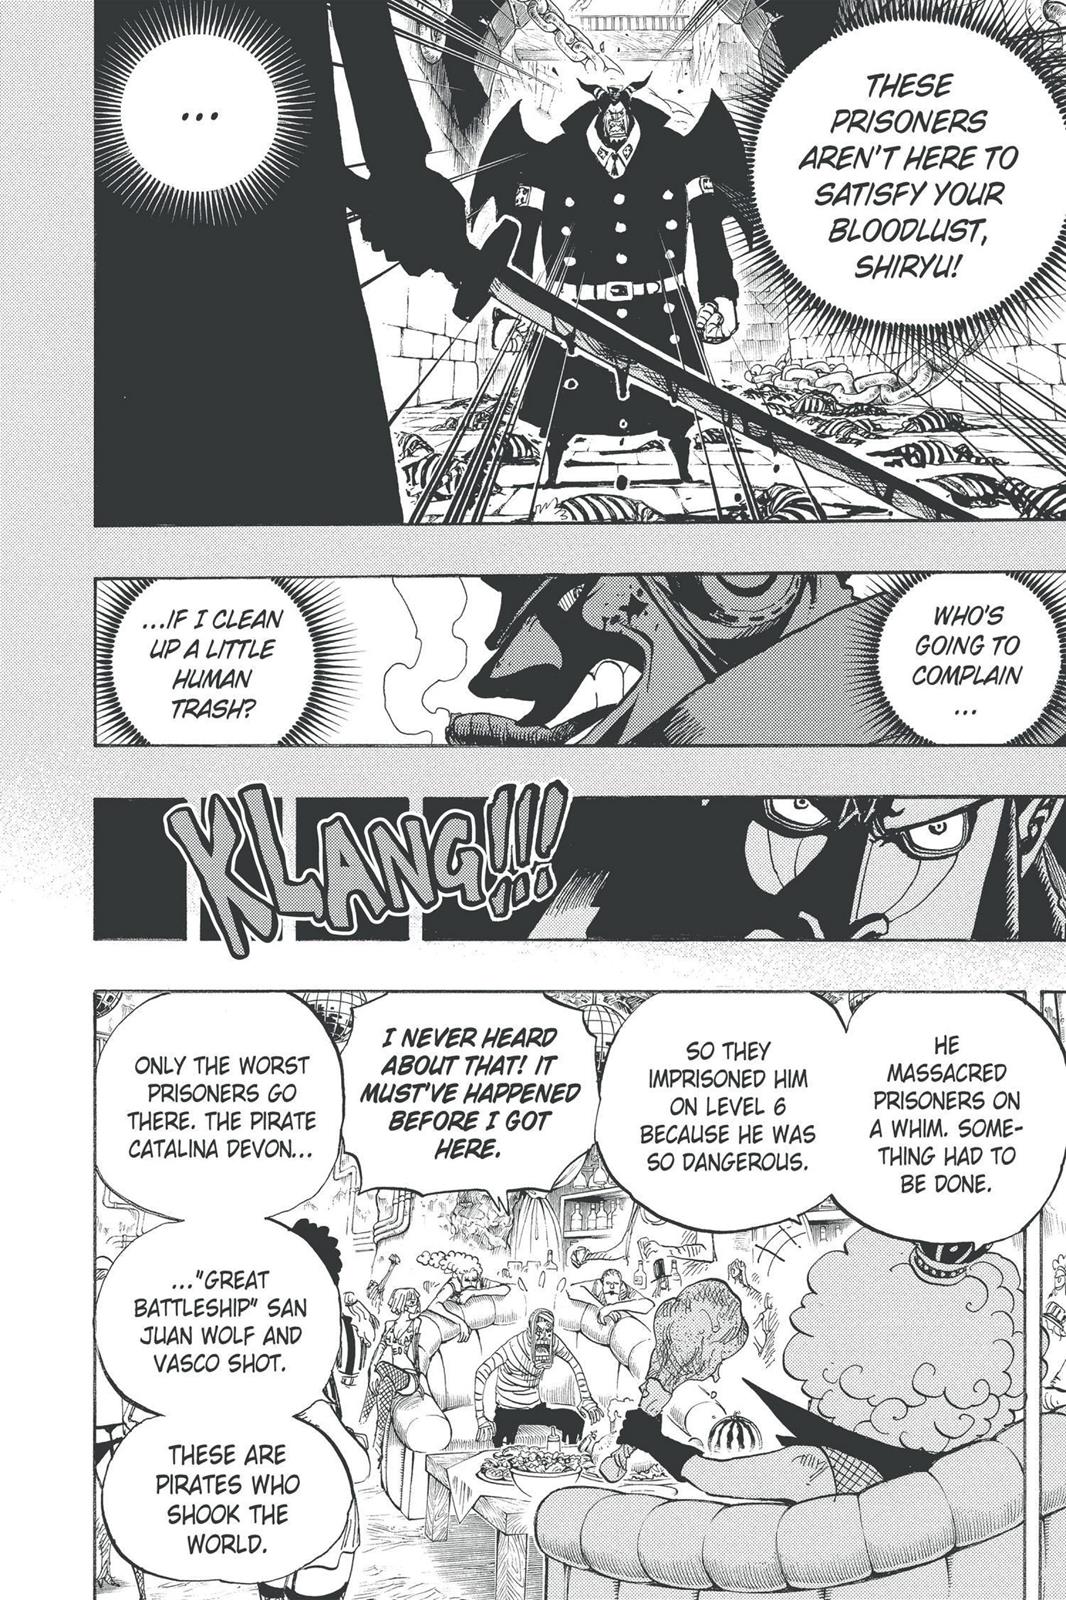 THESE
PRISONERS
AREN'T HERE TO
SATISFY YOUR
BLOODLUST,
SHIRYU!
...
WHO'S
GOING TO
COMPLAIN
...
...IF I CLEAN
UP A LITTLE
HUMAN
TRASH?
KLANG!!!
HE
MASSACRED
PRISONERS ON
A WHIM. SOME-
THING HAD TO
BE DONE.
SO THEY
IMPRISONED HIM
ON LEVEL 6
BECAUSE HE WAS
SO DANGEROUS.
I NEVER HEARD
ABOUT THAT! IT
MUST'VE HAPPENED
BEFORE I GOT
HERE.
ONLY THE WORST
PRISONERS GO
THERE. THE PIRATE
CATALINA DEVON...
..."GREAT
BATTLESHIP" SAN
JUAN WOLF AND
VASCO SHOT.
THESE ARE
PIRATES WHO
SHOOK THE
WORLD.